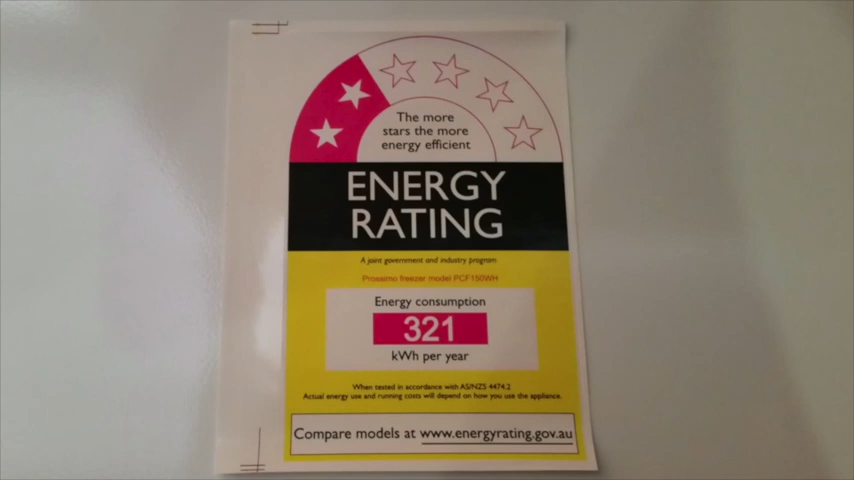 The more
stars the more
energy efficient
ENERGY
RATING
A joint government and industry program
Prossimo freezer model PCF150WH
Energy consumption
321
kWh per year
When tested in accordance with AS/NZS 4474.2
Actual energy use and running costs will depend on how you use the appliance.
Compare models at www.energyrating.gov.au